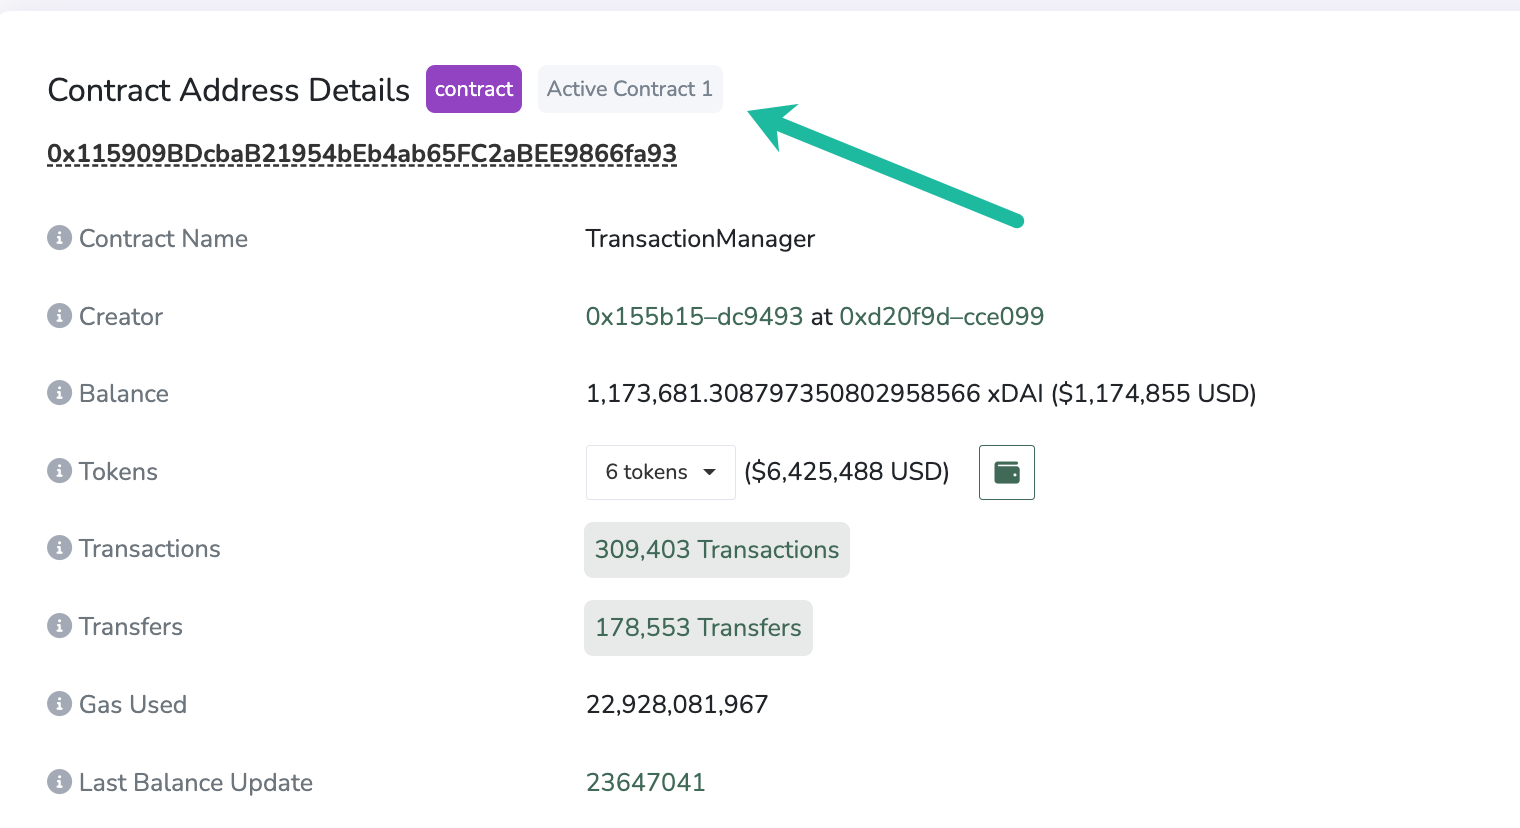 Contract Address Details contract Active Contract 1
0x115909BDcbaB21954bEb4ab65FC2aBEE9866fa93
Contract Name TransactionManager
Creator 0x155b15–dc9493 at 0xd20f9d–cce099
Balance 1,173,681.308797350802958566 xDAI ($1,174,855 USD)
Tokens 6 tokens ($6,425,488 USD)
Transactions 309,403 Transactions
Transfers 178,553 Transfers
Gas Used 22,928,081,967
Last Balance Update 23647041